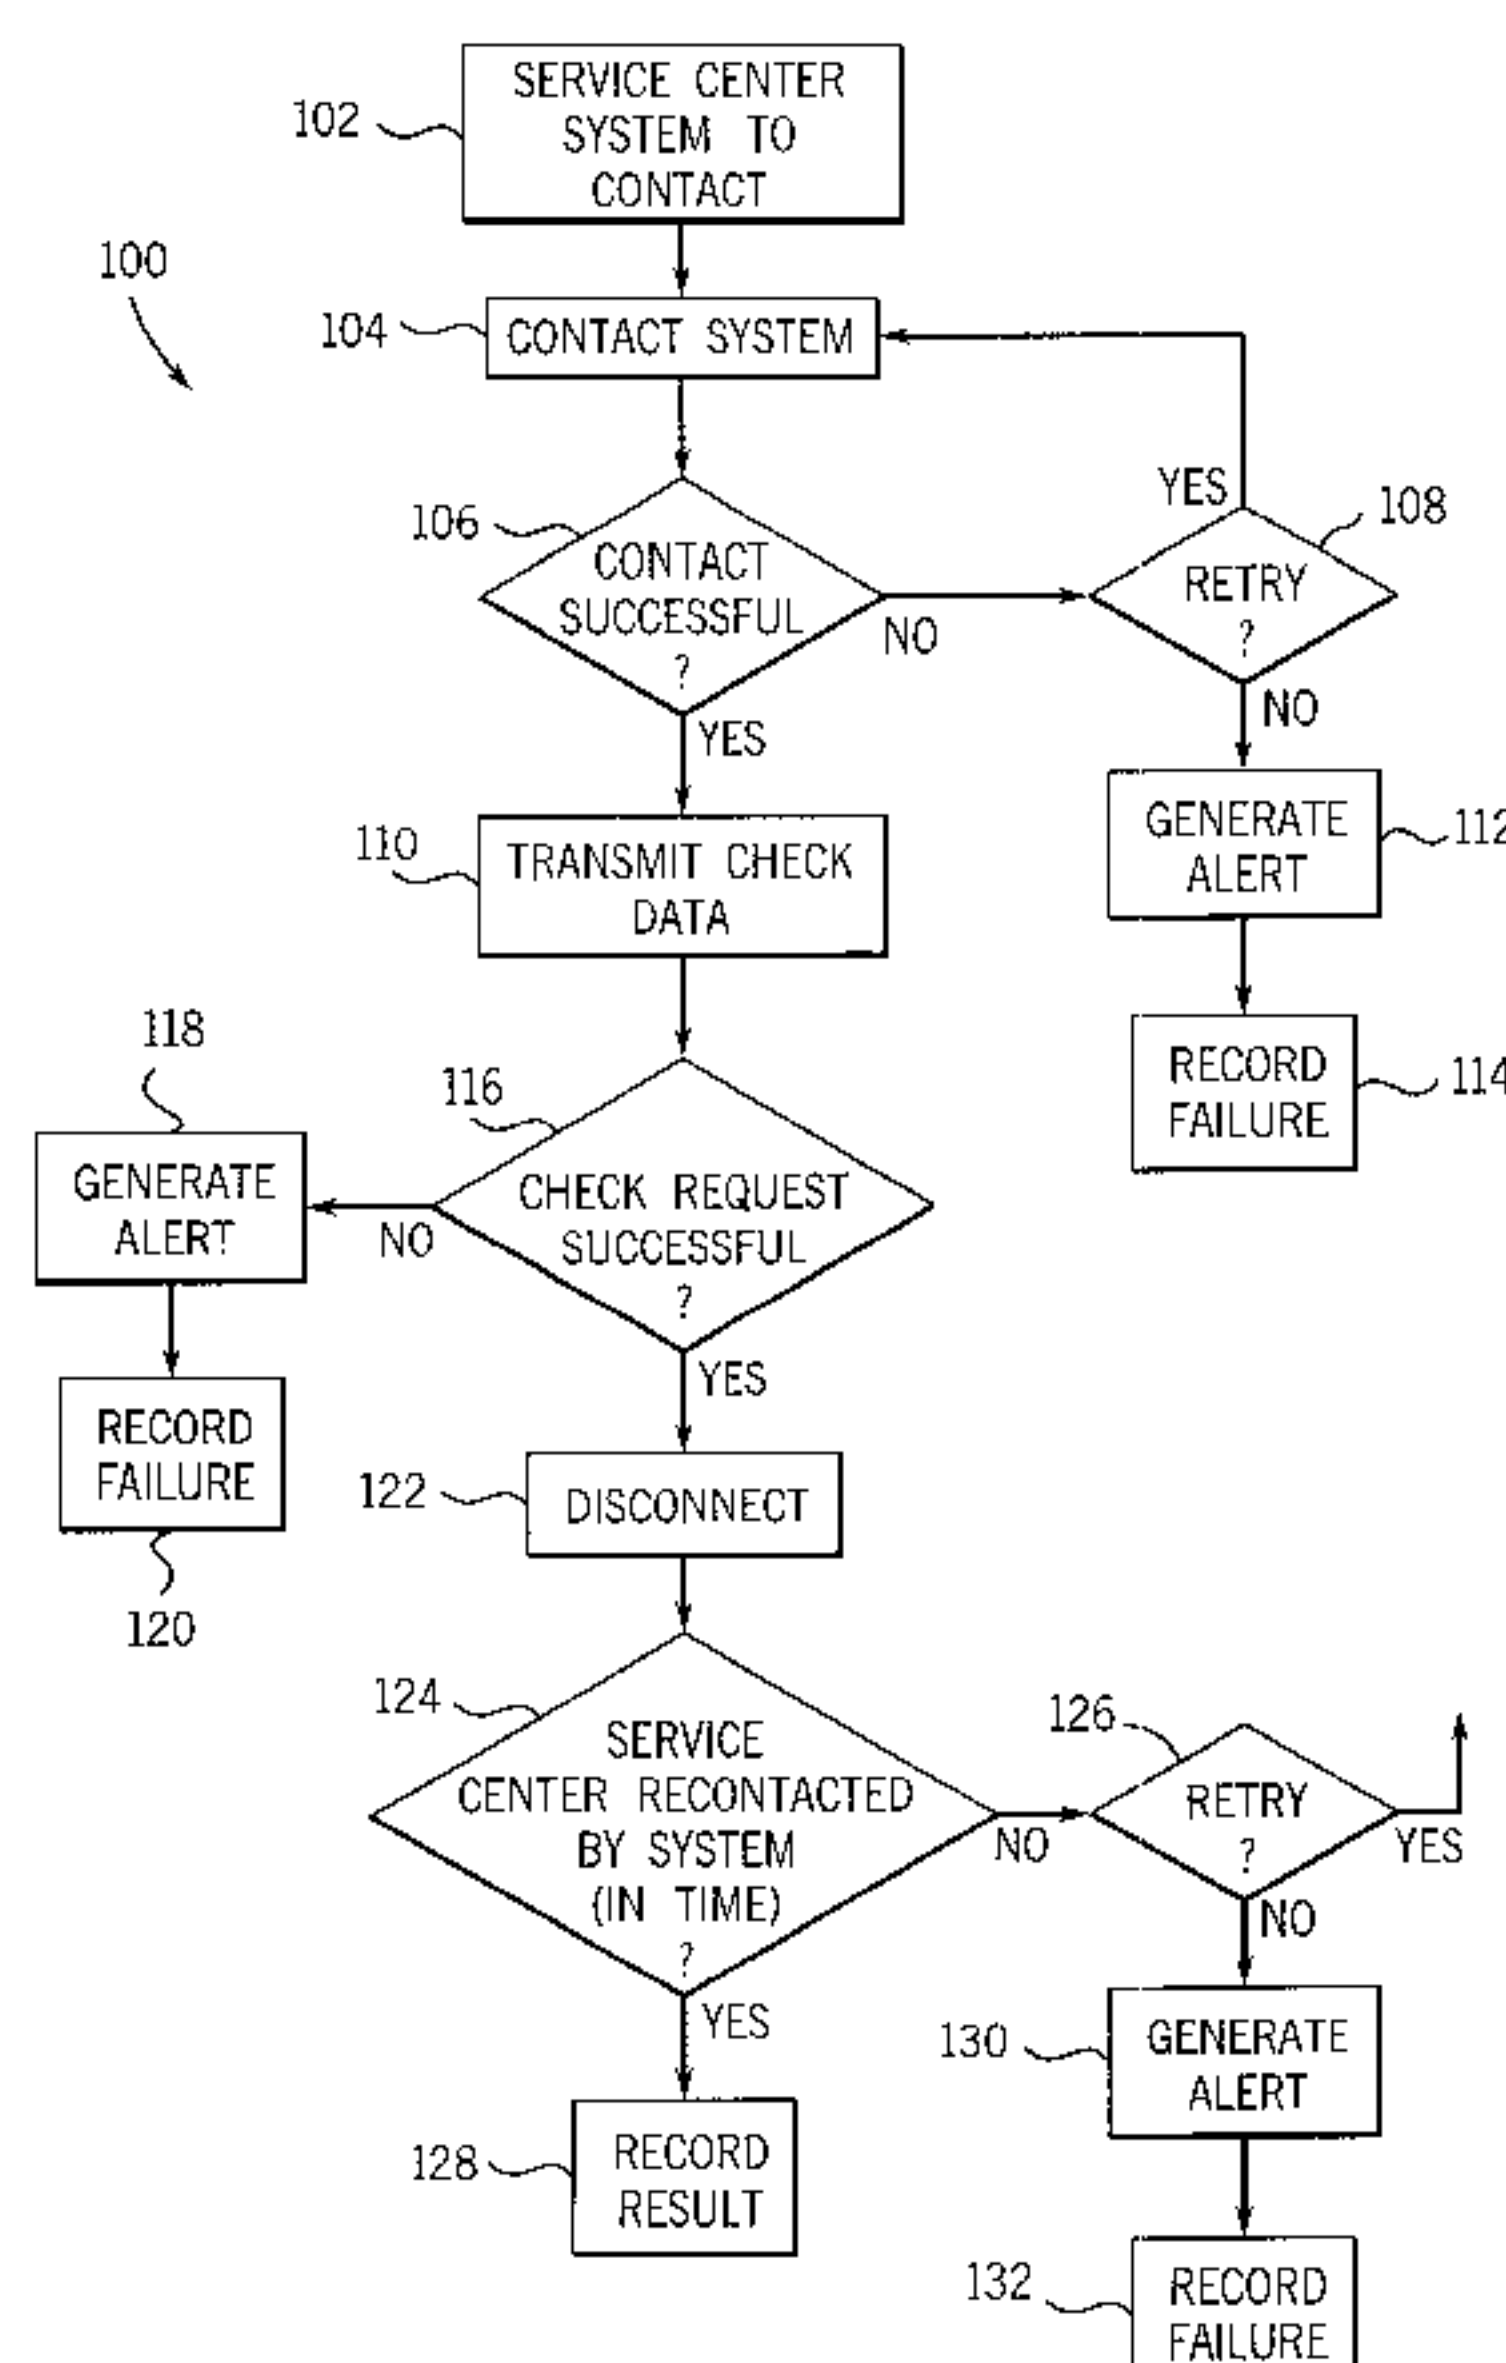 102
SERVICE CENTER
SYSTEM TO
CONTACT
100
104
CONTACT SYSTEM
106
CONTACT
SUCCESSFUL
?
NO
YES
YES
108
RETRY
?
NO
110
TRANSMIT CHECK
DATA
GENERATE
ALERT
112
RECORD
FAILURE
114
116
CHECK REQUEST
SUCCESSFUL
?
NO
YES
118
GENERATE
ALERT
RECORD
FAILURE
120
122
DISCONNECT
124
SERVICE
CENTER RECONTACTED
BY SYSTEM
(IN TIME)
?
NO
YES
126
RETRY
?
YES
NO
128
RECORD
RESULT
130
GENERATE
ALERT
132
RECORD
FAILURE